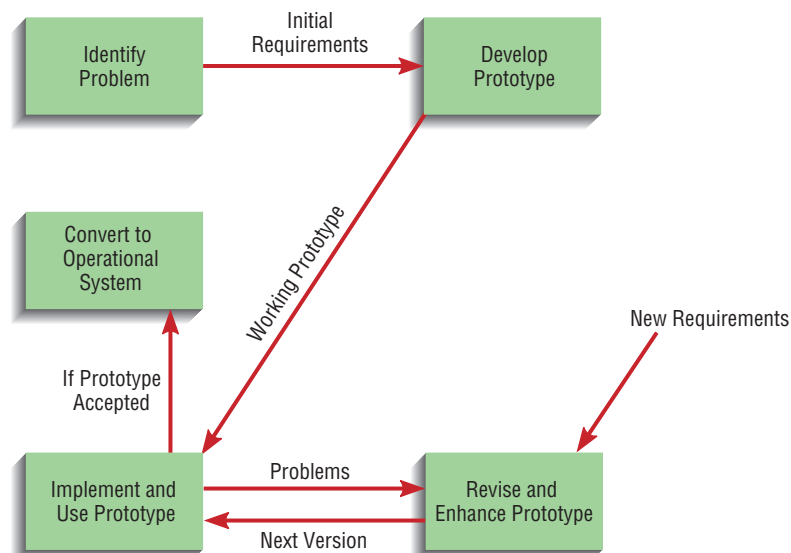 Identify
Problem
Initial
Requirements
Develop
Prototype
Convert to
Operational
System
Working Prototype
New Requirements
If Prototype
Accepted
Implement and
Use Prototype
Problems
Next Version
Revise and
Enhance Prototype